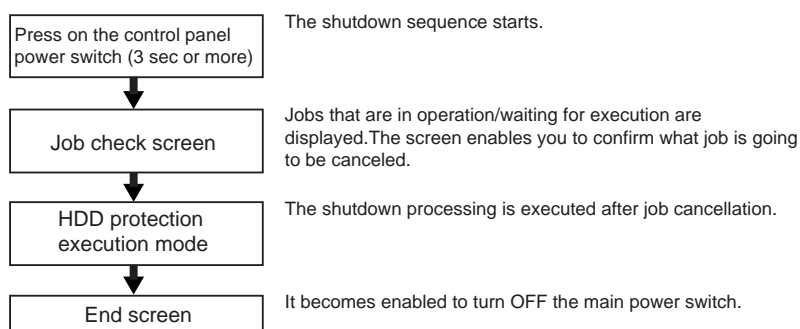 Press on the control panel
power switch (3 sec or more)
The shutdown sequence starts.
Job check screen
Jobs that are in operation/waiting for execution are
displayed.The screen enables you to confirm what job is going
to be canceled.
HDD protection
execution mode
The shutdown processing is executed after job cancellation.
End screen
It becomes enabled to turn OFF the main power switch.